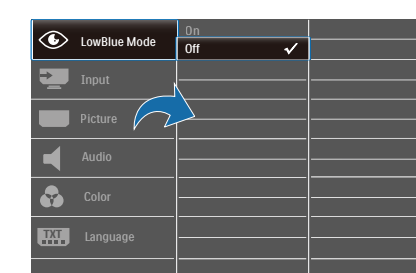 LowBlue Mode
On
Off
Input
Picture
Audio
Color
TXT
Language